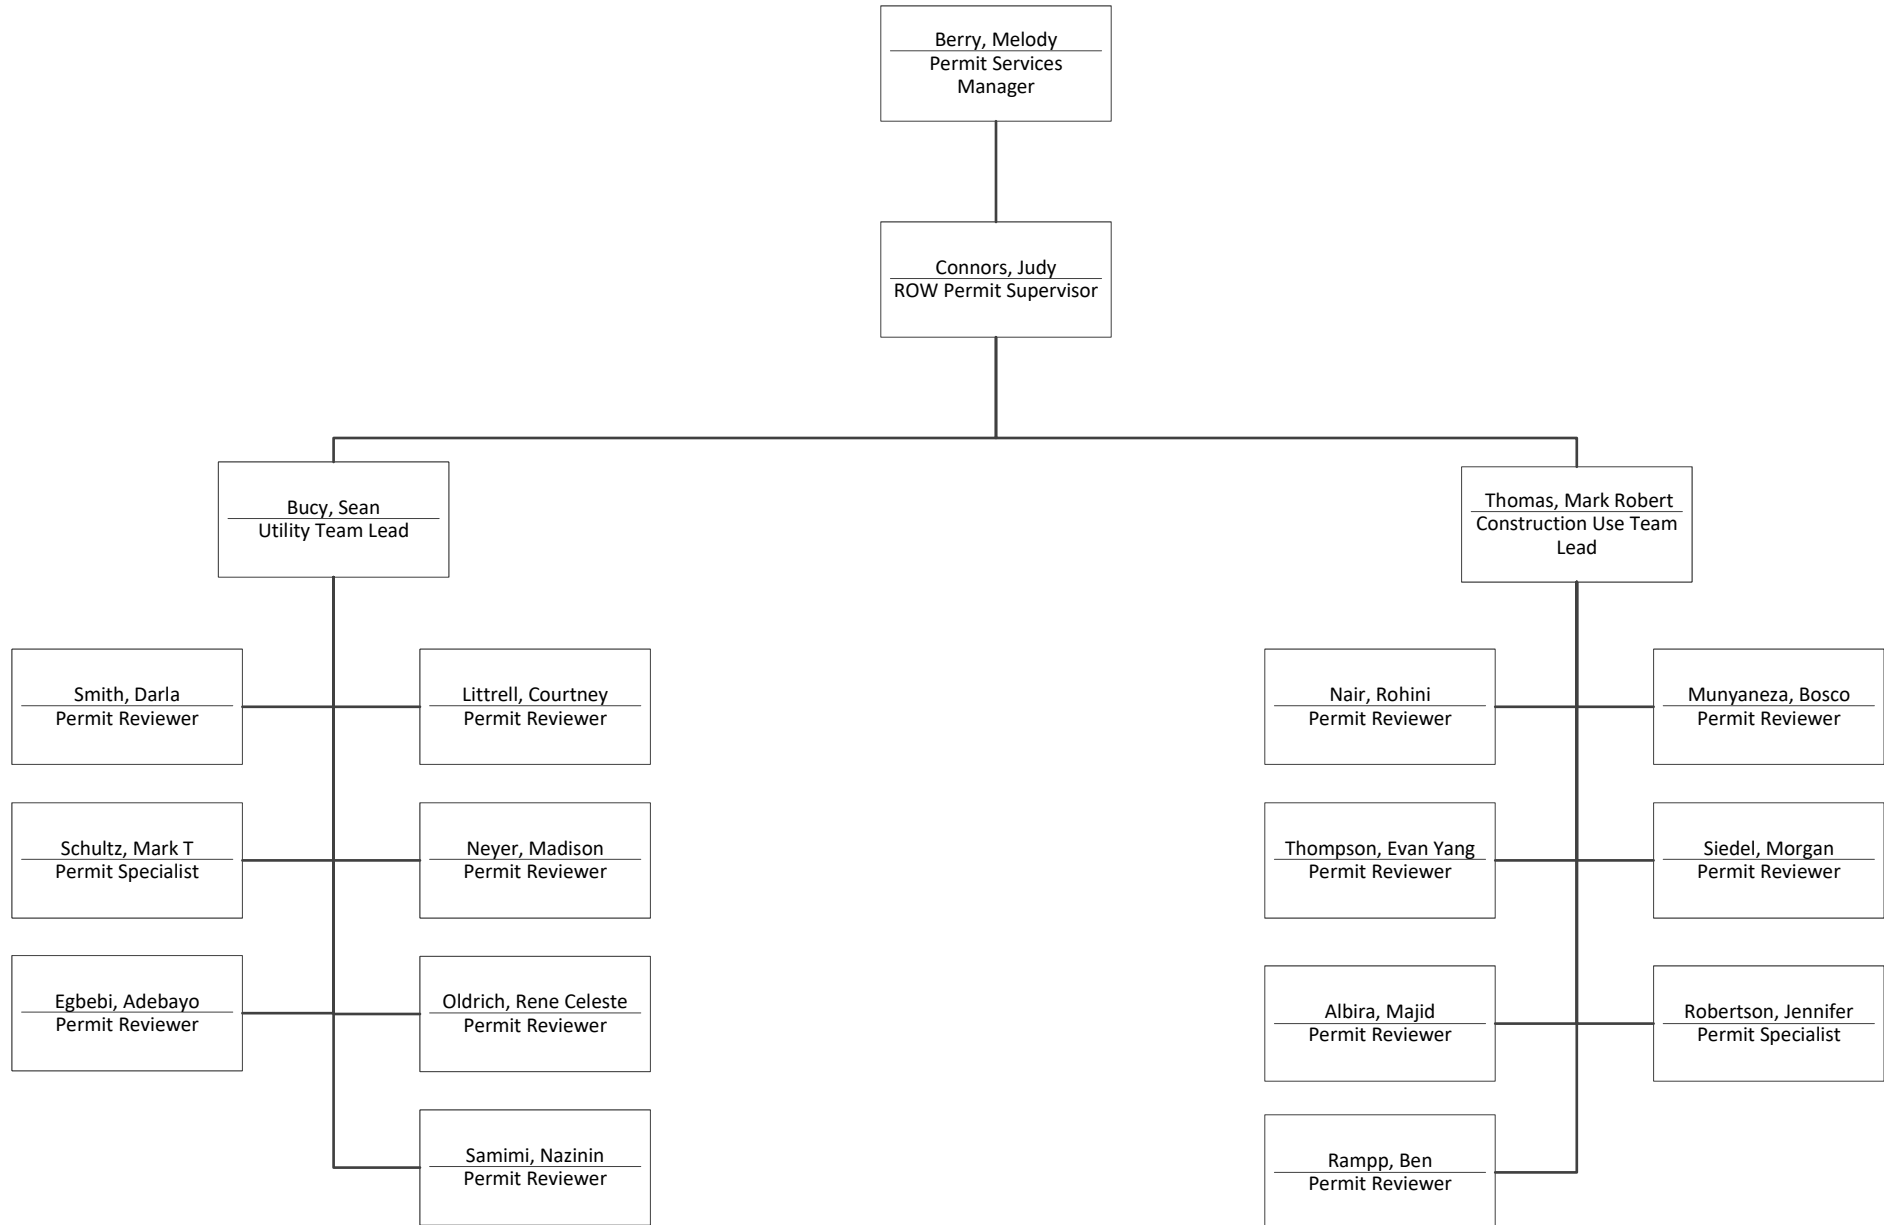 Berry, Melody
Permit Services
Manager
Connors, Judy
ROW Permit Supervisor
Bucy, Sean
Utility Team Lead
Thomas, Mark Robert
Construction Use Team
Lead
Smith, Darla
Permit Reviewer
Littrell, Courtney
Permit Reviewer
Nair, Rohini
Permit Reviewer
Munyaneza, Bosco
Permit Reviewer
Schultz, Mark T
Permit Specialist
Neyer, Madison
Permit Reviewer
Thompson, Evan Yang
Permit Reviewer
Siedel, Morgan
Permit Reviewer
Egbebi, Adebayo
Permit Reviewer
Oldrich, Rene Celeste
Permit Reviewer
Albira, Majid
Permit Reviewer
Robertson, Jennifer
Permit Specialist
Samimi, Nazinin
Permit Reviewer
Rampp, Ben
Permit Reviewer